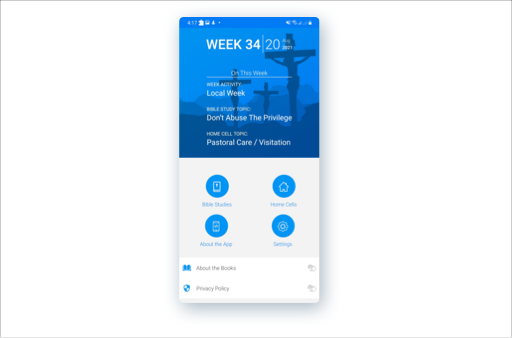 4:17
WEEK 34 20 Aug 2021
On This Week
WEEK ACTIVITY:
Local Week
BIBLE STUDY TOPIC:
Don't Abuse The Privilege
HOME CELL TOPIC:
Pastoral Care / Visitation
Bible Studies Home Cells
About the App Settings
About the Books
Privacy Policy